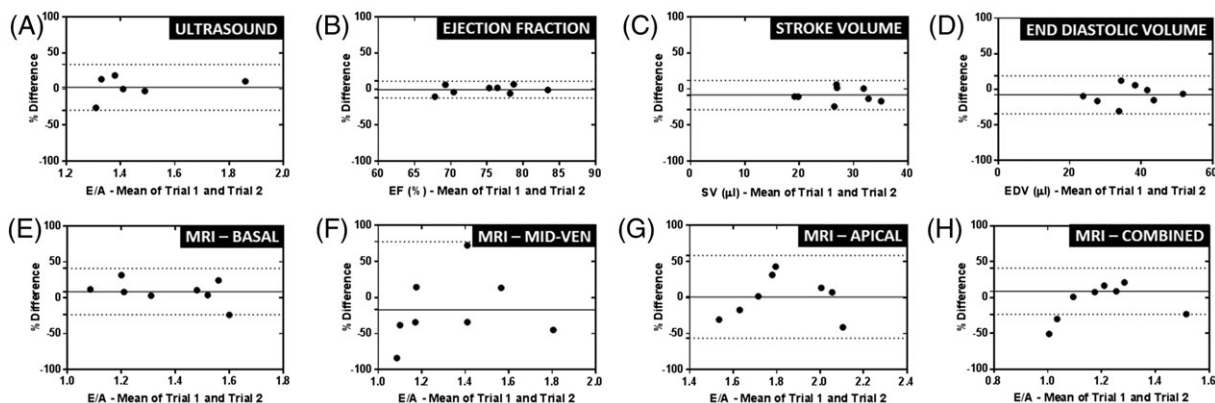 (A) ULTRASOUND
% Difference
100
50
0
-50
-100
1.2 1.4 1.6 1.8 2.0
E/A - Mean of Trial 1 and Trial 2
(B) EJECTION FRACTION
% Difference
100
50
0
-50
-100
60 65 70 75 80 85 90
EF (%) - Mean of Trial 1 and Trial 2
(C) STROKE VOLUME
% Difference
100
50
0
-50
-100
0 10 20 30 40
SV (µl) - Mean of Trial 1 and Trial 2
(D) END DIASTOLIC VOLUME
% Difference
100
50
0
-50
-100
0 20 40 60
EDV (µl) - Mean of Trial 1 and Trial 2
(E) MRI – BASAL
% Difference
100
50
0
-50
-100
1.0 1.2 1.4 1.6 1.8
E/A - Mean of Trial 1 and Trial 2
(F) MRI – MID-VEN
% Difference
100
50
0
-50
-100
1.0 1.2 1.4 1.6 1.8 2.0
E/A - Mean of Trial 1 and Trial 2
(G) MRI – APICAL
% Difference
100
50
0
-50
-100
1.4 1.6 1.8 2.0 2.2 2.4
E/A - Mean of Trial 1 and Trial 2
(H) MRI – COMBINED
% Difference
100
50
0
-50
-100
0.8 1.0 1.2 1.4 1.6
E/A - Mean of Trial 1 and Trial 2